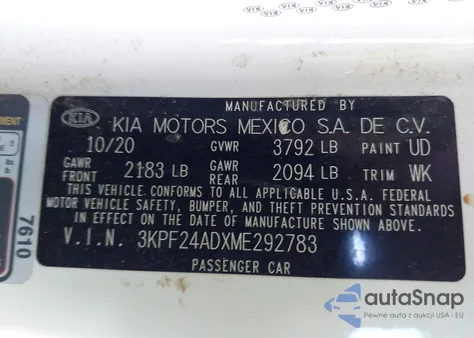 MANUFACTURED BY
KIA KIA MOTORS MEXICO S.A. DE C.V.
10/20 GVWR 3792 LB PAINT UD
GAWR FRONT 2183 LB GAWR REAR 2094 LB TRIM WK
THIS VEHICLE CONFORMS TO ALL APPLICABLE U.S.A. FEDERAL
MOTOR VEHICLE SAFETY, BUMPER, AND THEFT PREVENTION STANDARDS
IN EFFECT ON THE DATE OF MANUFACTURE SHOWN ABOVE.
V.I.N. 3KPF24ADXME292783
PASSENGER CAR
7610
autoSnap
Pewne auta z aukcji USA i EU